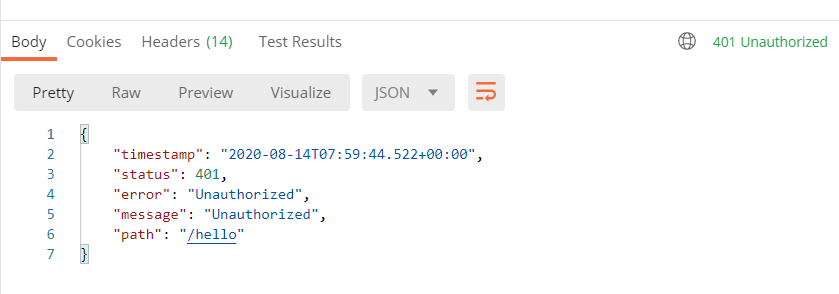 Body Cookies Headers (14) Test Results 401 Unauthorized
Pretty Raw Preview Visualize JSON
1 {
2 "timestamp": "2020-08-14T07:59:44.522+00:00",
3 "status": 401,
4 "error": "Unauthorized",
5 "message": "Unauthorized",
6 "path": "/hello"
7 }